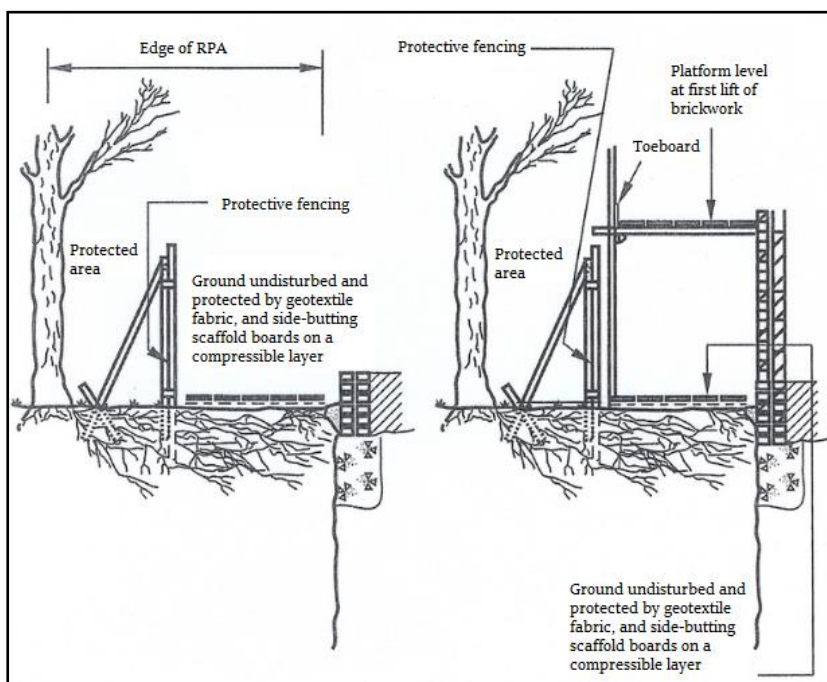 Edge of RPA
Protective fencing
Protected
area
Ground undisturbed and
protected by geotextile
fabric, and side-butting
scaffold boards on a
compressible layer
Protective fencing
Platform level
at first lift of
brickwork
Toeboard
Protected
area
Ground undisturbed and
protected by geotextile
fabric, and side-butting
scaffold boards on a
compressible layer